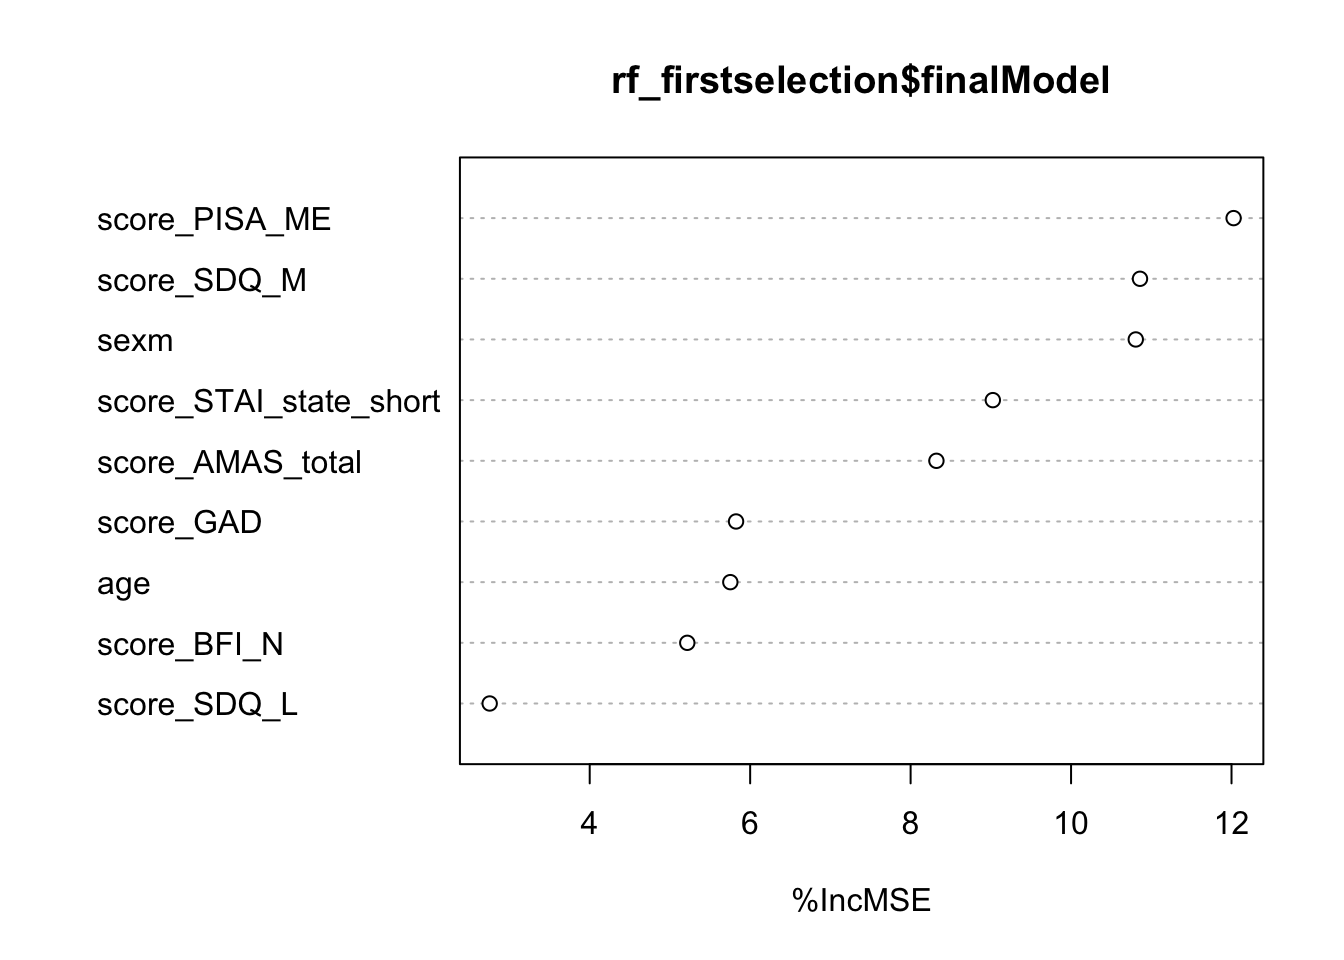 rf_firstselection$finalModel
score_PISA_ME
score_SDQ_M
sexm
score_STAI_state_short
score_AMAS_total
score_GAD
age
score_BFI_N
score_SDQ_L
4 6 8 10 12
%IncMSE